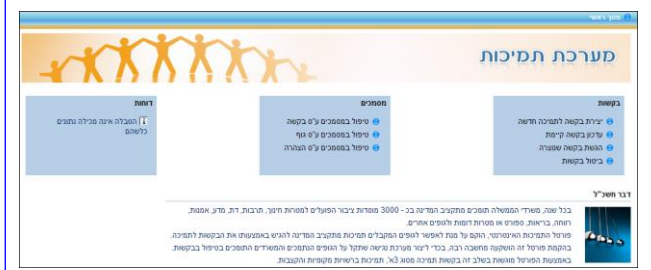 מסך ראשי
מערכת תמיכות
בקשות
יצירת בקשה לתמיכה חדשה
עדכון בקשה קיימת
הגשת בקשה שנוצרה
ביטול בקשות
מסמכים
טיפול במסמכים ע"ס בקשה
טיפול במסמכים ע"ס גוף
טיפול במסמכים ע"ס הצהרה
דוחות
הטבלה אינה מכילה נתונים
כלשהם
דבר חשכ"ל
בכל שנה, משרדי הממשלה תומכים מתקציב המדינה בכ - 3000 מוסדות ציבור הפועלים למטרות חינוך, תרבות, דת, מדע, אמנות,
רווחה, בריאות, ספורט או מטרות דומות ולגופים אחרים.
פורטל התמיכות האינטרנטי, הוקם על מנת לאפשר לגופים המקבלים תמיכות מתקציב המדינה להגיש באמצעותו את הבקשות לתמיכה.
בהקמת פורטל זה הושקעה מחשבה רבה, בכדי ליצור מערכת נגישה שתקל על הגופים הנתמכים והמשרדים התומכים בטיפול בבקשות.
באמצעות הפורטל מוגשות בשלב זה בקשות תמיכה מסוג 3א', תמיכות ברשויות מקומיות והקצבות.